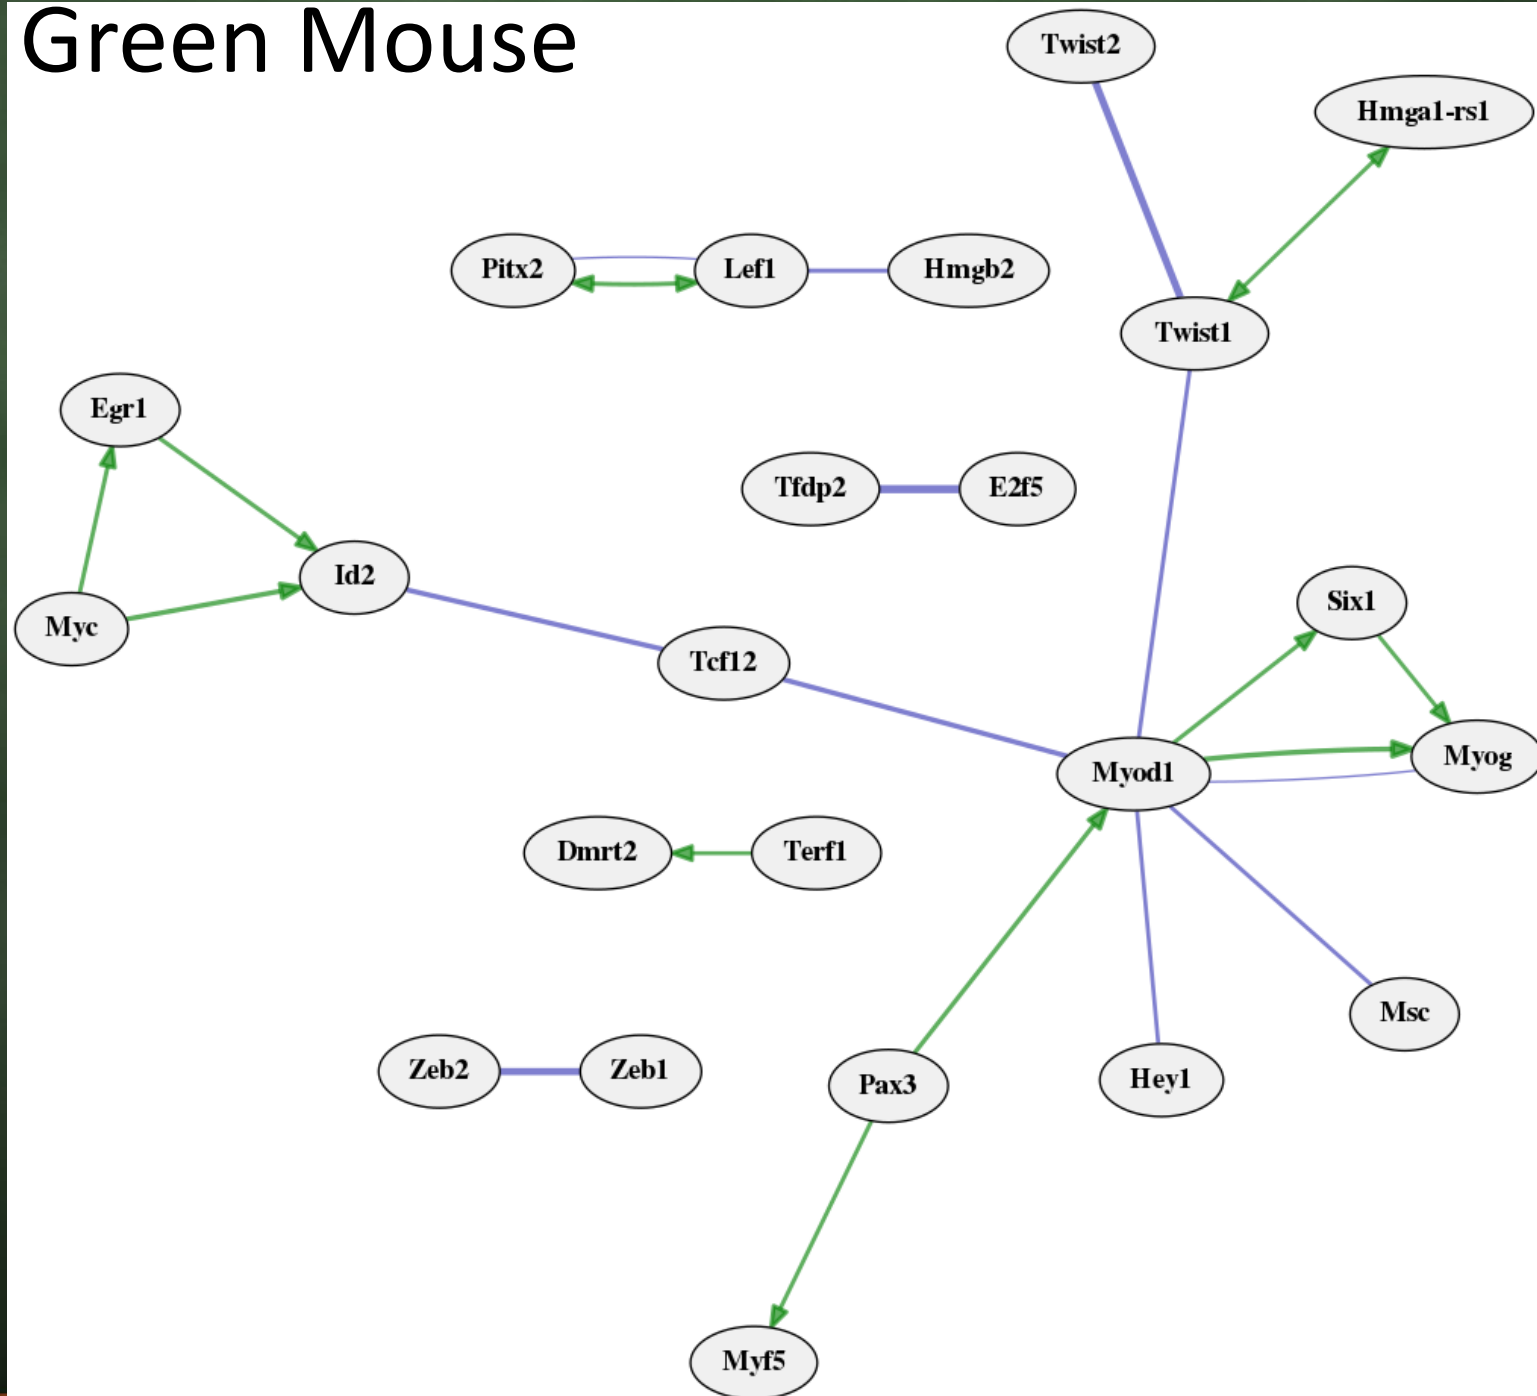 Green Mouse
Twist2
Hmga1-rs1
Pitx2
Lef1
Hmgb2
Twist1
Egr1
Tfdp2
E2f5
Id2
Six1
Myc
Tcf12
Myod1
Myog
Dmrt2
Terf1
Msc
Zeb2
Zeb1
Pax3
Hey1
Myf5